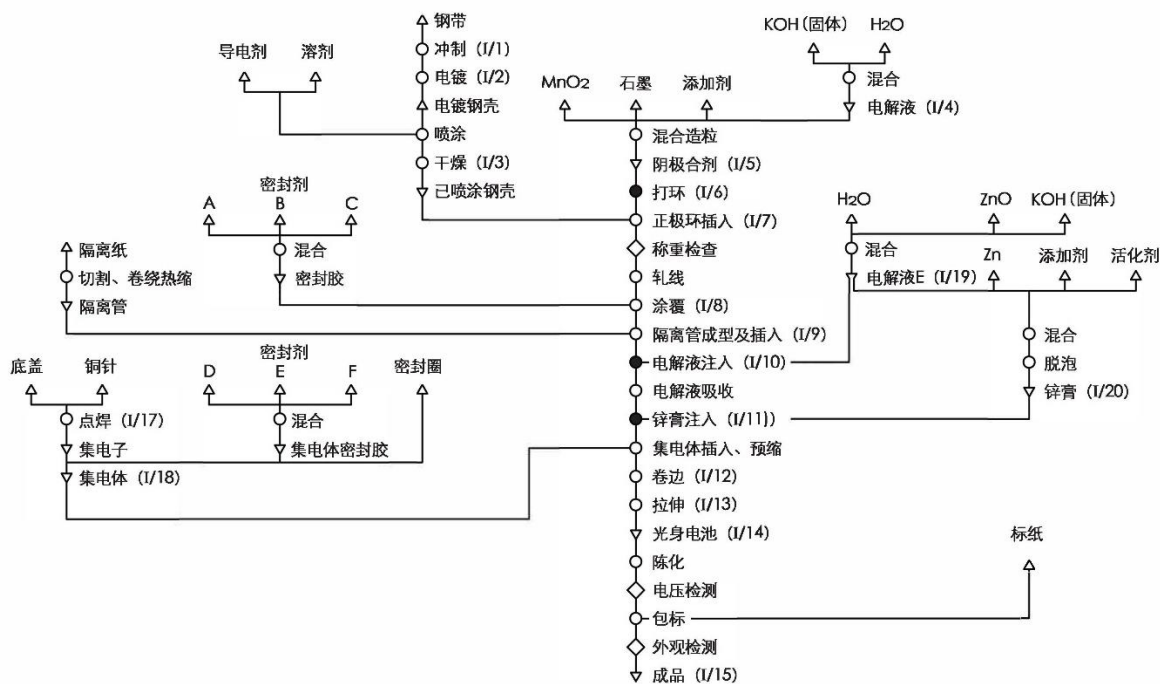 钢带
冲制 (I/1)
电镀 (I/2)
电镀钢壳
喷涂
干燥 (I/3)
已喷涂钢壳
导电剂
溶剂
KOH (固体)
H2O
混合
电解液 (I/4)
MnO2
石墨
添加剂
混合造粒
阴极合剂 (I/5)
打环 (I/6)
正极环插入 (I/7)
称重检查
轧线
涂覆 (I/8)
隔离管成型及插入 (I/9)
电解液注入 (I/10)
电解液吸收
锌膏注入 (I/11)
集电体插入、预缩
卷边 (I/12)
拉伸 (I/13)
光身电池 (I/14)
陈化
电压检测
包标
外观检测
成品 (I/15)
密封剂
A
B
C
混合
密封胶
隔离纸
切割、卷绕热缩
隔离管
H2O
ZnO
KOH (固体)
混合
电解液E (I/19)
Zn
添加剂
活化剂
混合
脱泡
锌膏 (I/20)
底盖
铜针
点焊 (I/17)
集电子
集电体 (I/18)
密封剂
D
E
F
混合
集电体密封胶
密封圈
标纸